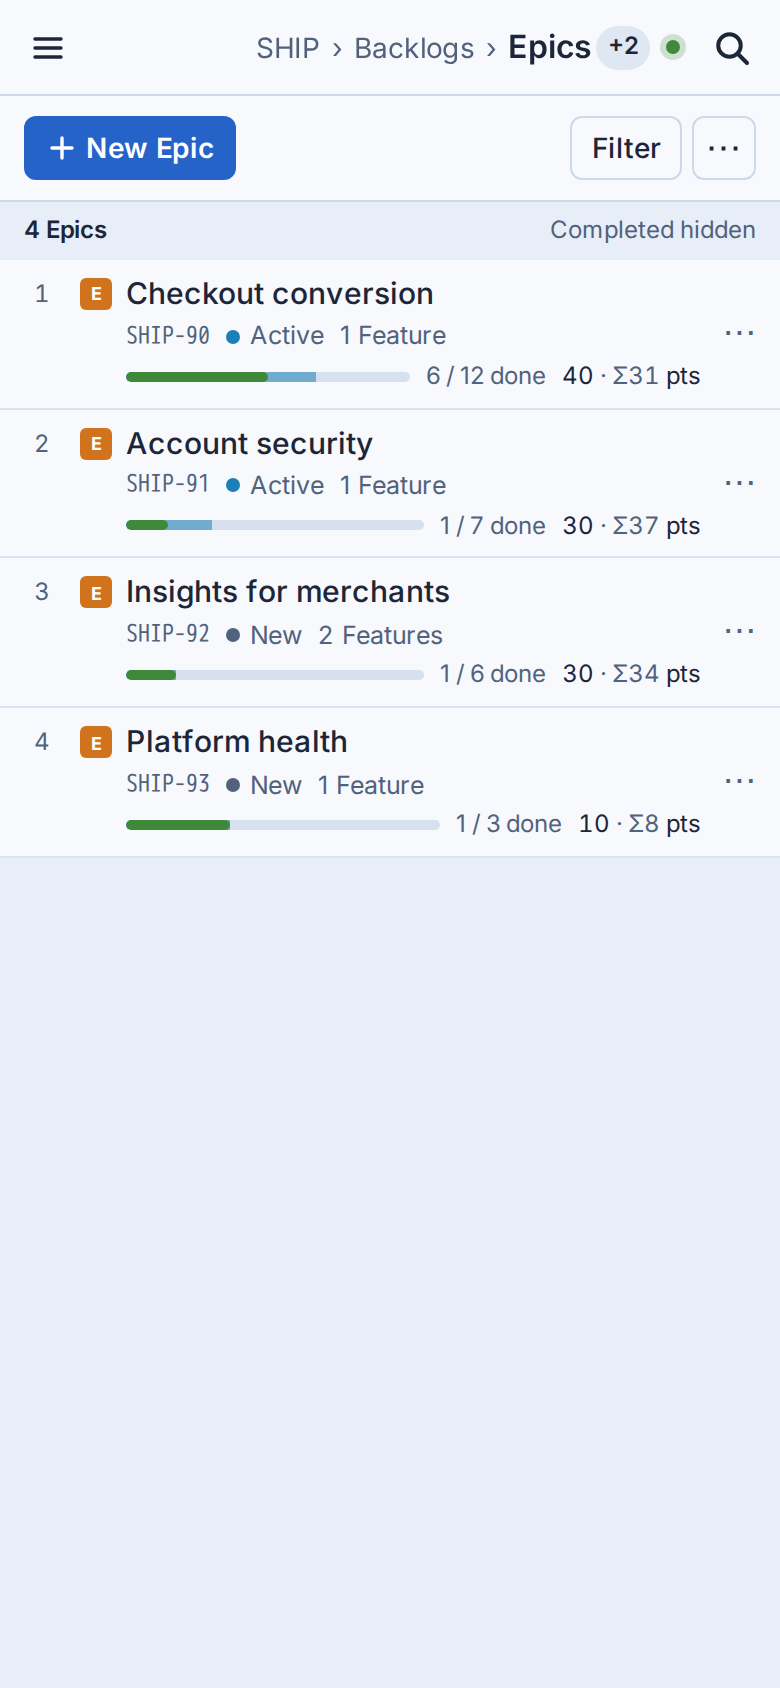 SHIP › Backlogs › Epics +2
+ New Epic Filter ···
4 Epics Completed hidden
1 E Checkout conversion
SHIP-90 Active 1 Feature ···
6 / 12 done 40 · Σ31 pts
2 E Account security
SHIP-91 Active 1 Feature ···
1 / 7 done 30 · Σ37 pts
3 E Insights for merchants
SHIP-92 New 2 Features ···
1 / 6 done 30 · Σ34 pts
4 E Platform health
SHIP-93 New 1 Feature ···
1 / 3 done 10 · Σ8 pts